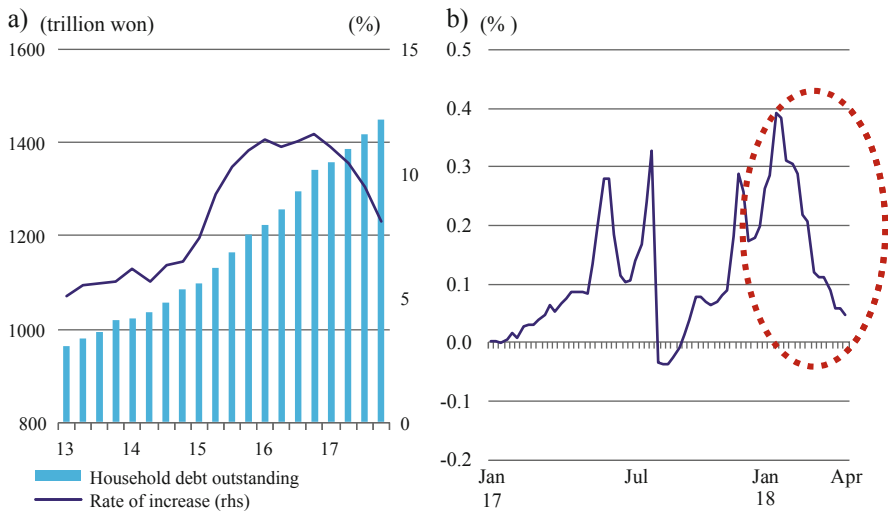 a) (trillion won) (%)
1600 15
1400 10
1200
1000 5
800 0
13 14 15 16 17
Household debt outstanding
Rate of increase (rhs)
b) (% )
0.5
0.4
0.3
0.2
0.1
0.0
-0.1
-0.2
Jan Jul Jan Apr
17 18